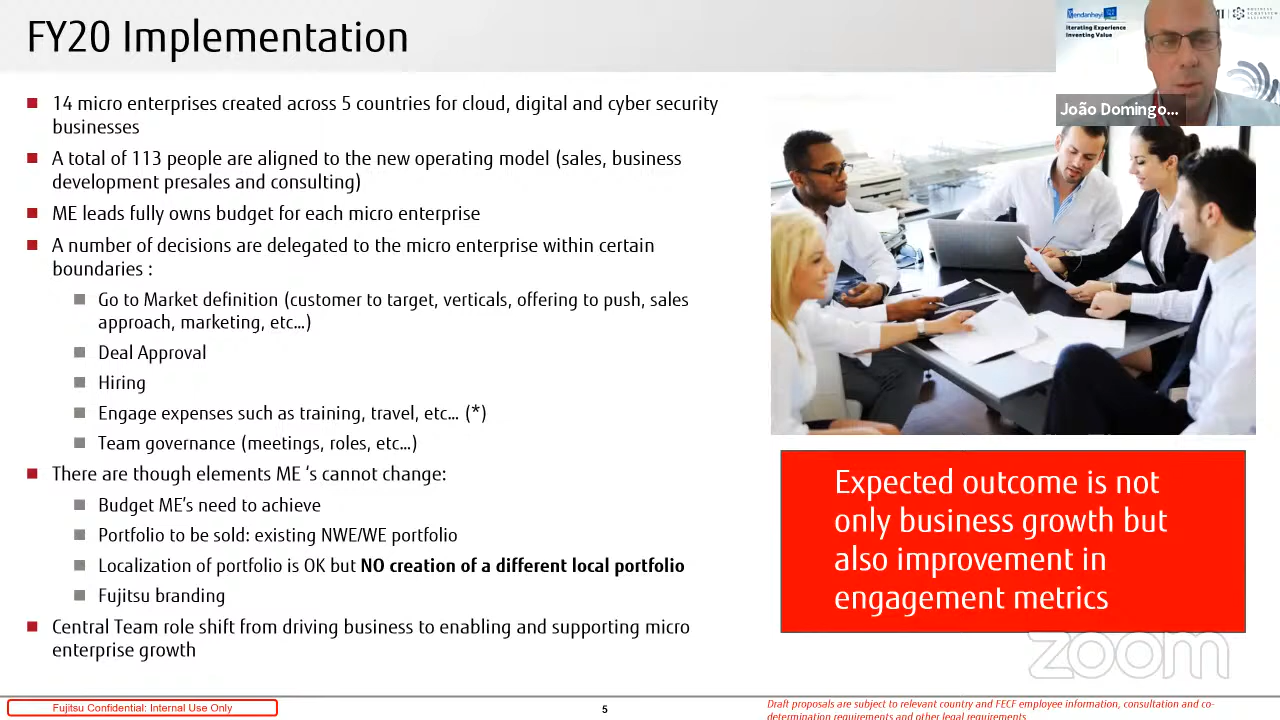 FY20 Implementation
14 micro enterprises created across 5 countries for cloud, digital and cyber security
businesses
A total of 113 people are aligned to the new operating model (sales, business
development presales and consulting)
ME leads fully owns budget for each micro enterprise
A number of decisions are delegated to the micro enterprise within certain
boundaries :
Go to Market definition (customer to target, verticals, offering to push, sales
approach, marketing, etc...)
Deal Approval
Hiring
Engage expenses such as training, travel, etc... (*)
Team governance (meetings, roles, etc...)
There are though elements ME ‘s cannot change:
Budget ME’s need to achieve
Portfolio to be sold: existing NWE/WE portfolio
Localization of portfolio is OK but NO creation of a different local portfolio
Fujitsu branding
Central Team role shift from driving business to enabling and supporting micro
enterprise growth
Iterating Experience
Inventing Value
BUSINESS
ECOSYSTEM
ALLIANCE
João Domingo...
Expected outcome is not
only business growth but
also improvement in
engagement metrics
zoom
Fujitsu Confidential: Internal Use Only
5
Draft proposals are subject to relevant country and FECF employee information, consultation and co-
determination requirements and other legal requirements